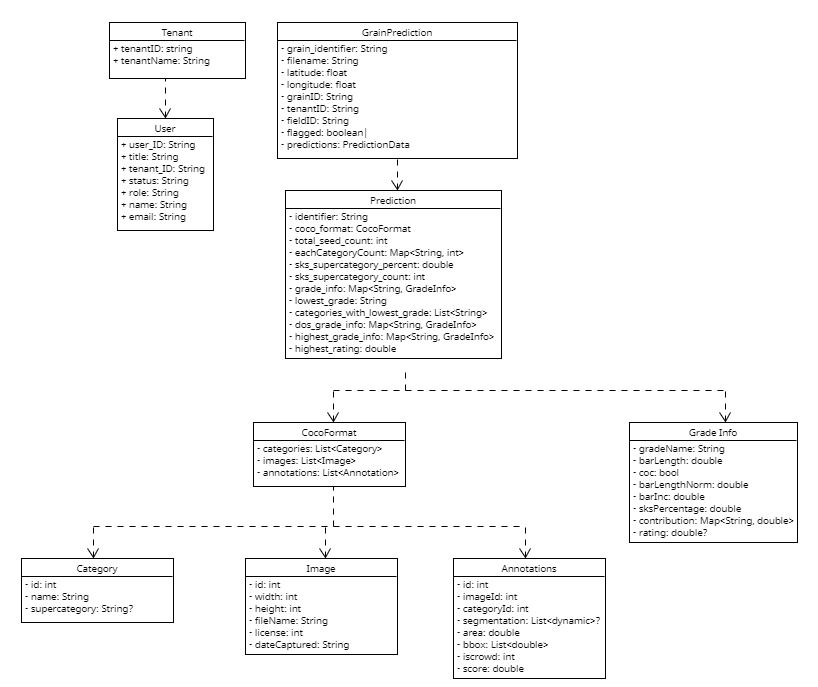 Tenant
+ tenantID: string
+ tenantName: String
GrainPrediction
- grain_identifier: String
- filename: String
- latitude: float
- longitude: float
- grainID: String
- tenantID: String
- fieldID: String
- flagged: boolean|
- predictions: PredictionData
User
+ user_ID: String
+ title: String
+ tenant_ID: String
+ status: String
+ role: String
+ name: String
+ email: String
Prediction
- identifier: String
- coco_format: CocoFormat
- total_seed_count: int
- eachCategoryCount: Map<String, int>
- sks_supercategory_percent: double
- sks_supercategory_count: int
- grade_info: Map<String, GradeInfo>
- lowest_grade: String
- categories_with_lowest_grade: List<String>
- dos_grade_info: Map<String, GradeInfo>
- highest_grade_info: Map<String, GradeInfo>
- highest_rating: double
CocoFormat
- categories: List<Category>
- images: List<Image>
- annotations: List<Annotation>
Grade Info
- gradeName: String
- barLength: double
- coc: bool
- barLengthNorm: double
- barInc: double
- sksPercentage: double
- contribution: Map<String, double>
- rating: double?
Category
- id: int
- name: String
- supercategory: String?
Image
- id: int
- width: int
- height: int
- fileName: String
- license: int
- dateCaptured: String
Annotations
- id: int
- imageId: int
- categoryId: int
- segmentation: List<dynamic>?
- area: double
- bbox: List<double>
- iscrowd: int
- score: double